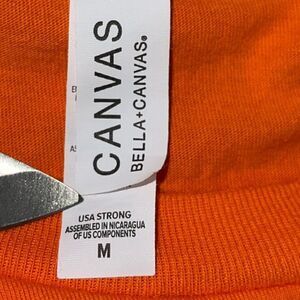 CANVAS
BELLA+CANVAS®
USA STRONG
ASSEMBLED IN NICARAGUA
OF US COMPONENTS
M